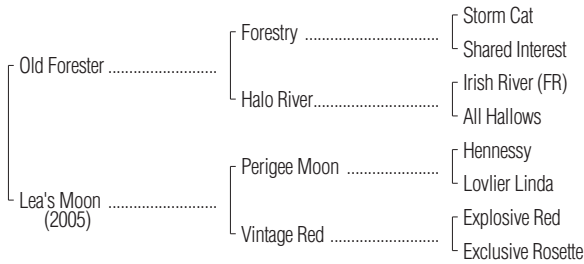 Storm Cat
Forestry ........................
Shared Interest
Old Forester ........................
Irish River (FR)
Halo River........................
All Hallows
Hennessy
Perigee Moon ........................
Lovlier Linda
Lea's Moon ........................
(2005)
Explosive Red
Vintage Red ........................
Exclusive Rosette